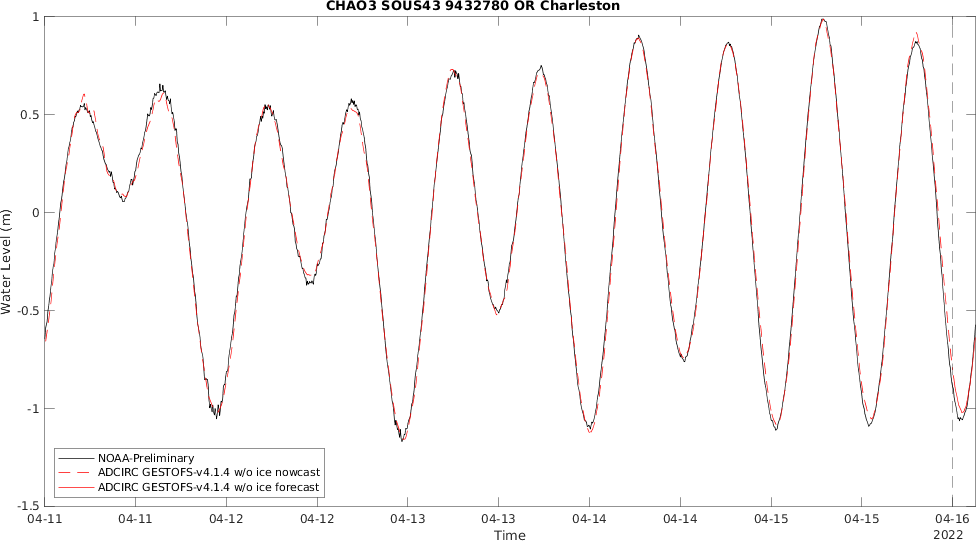 CHAO3 SOUS43 9432780 OR Charleston
1
0.5
0
-0.5
-1
-1.5
Water Level (m)
NOAA-Preliminary
ADCIRC GESTOFS-v4.1.4 w/o ice nowcast
ADCIRC GESTOFS-v4.1.4 w/o ice forecast
04-11 04-11 04-12 04-12 04-13 04-13 04-14 04-14 04-15 04-15 04-16
Time 2022